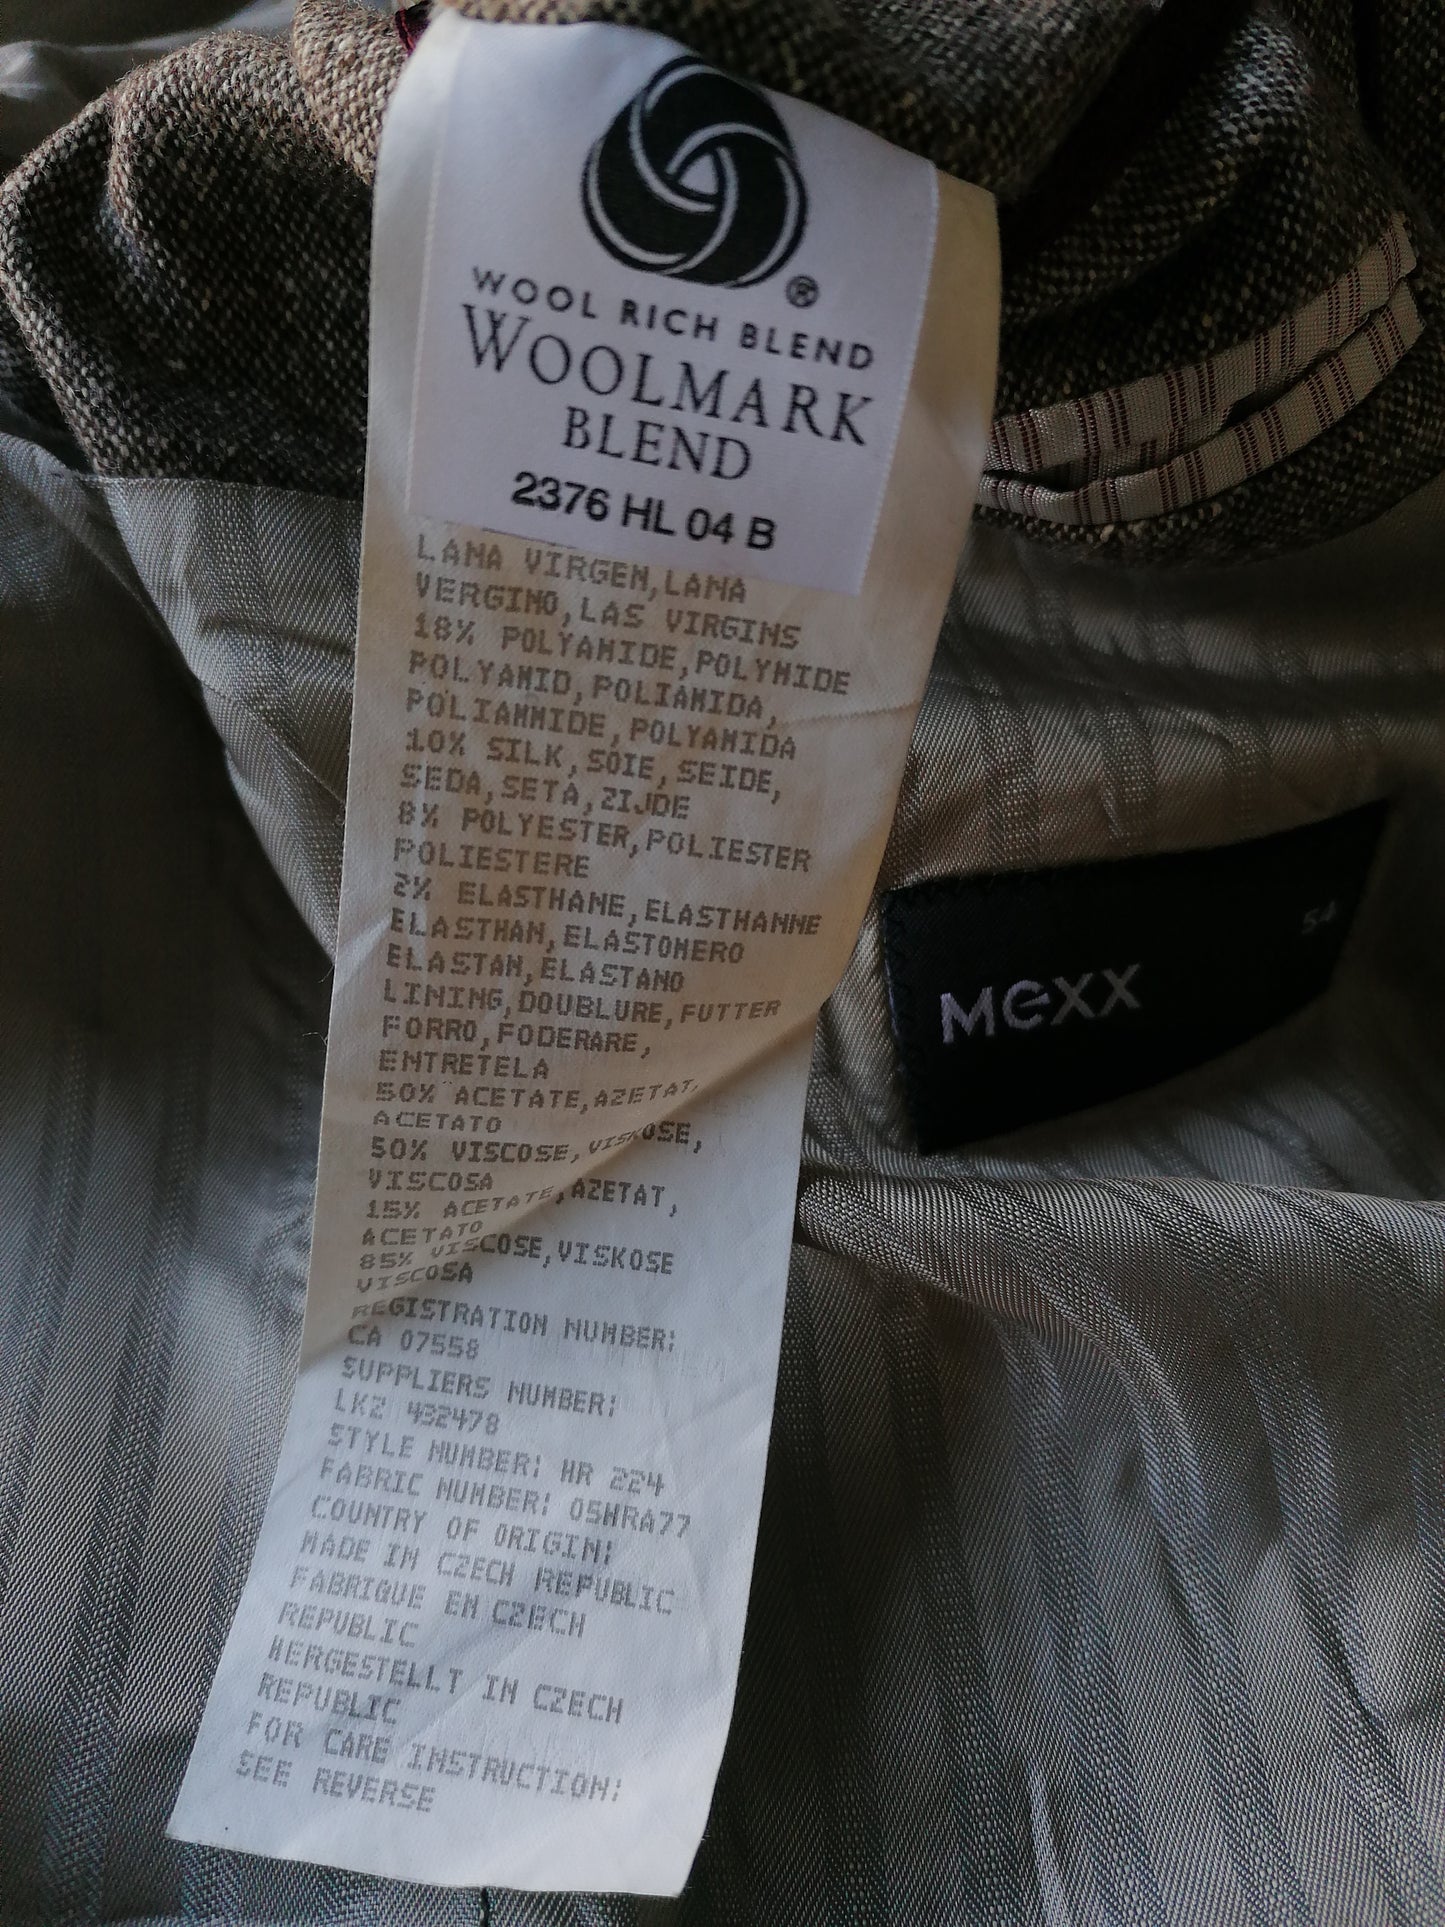 ®
WOOL RICH BLEND
WOOLMARK
BLEND
2376 HL 04 B
LANA VIRGEN,LANA
VERGINO,LAS VIRGINS
18% POLYAMIDE,POLYMIDE
POLYAMID,POLIAMIDA,
POLIAMMIDE,POLYAMIDA
10% SILK,SOIE,SEIDE,
SEDA,SETA,ZIJDE
8% POLYESTER,POLIESTER
POLIESTERE
2% ELASTHANE,ELASTHANNE
ELASTHAN,ELASTOMERO
ELASTAN,ELASTANO
LINING,DOUBLURE,FUTTER
FORRO,FODERARE,
ENTRETELA
50% ACETATE,AZETAT,
ACETATO
50% VISCOSE,VISKOSE,
VISCOSA
15% ACETATE,AZETAT,
ACETATO
85% VISCOSE,VISKOSE
VISCOSA
REGISTRATION NUMBER:
CA 07558
SUPPLIERS NUMBER:
LKZ 432478
STYLE NUMBER: HR 224
FABRIC NUMBER: 05MRA77
COUNTRY OF ORIGIN:
MADE IN CZECH REPUBLIC
FABRIQUE EN CZECH
REPUBLIC
HERGESTELLT IN CZECH
REPUBLIC
FOR CARE INSTRUCTION:
SEE REVERSE
54
MEXX